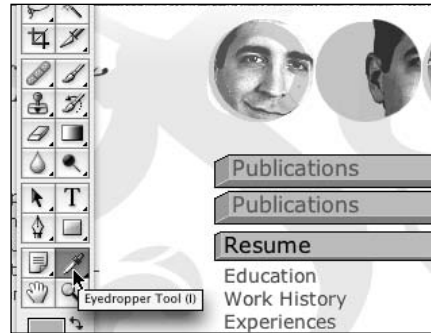 Publications
Publications
Resume
Education
Work History
Experiences
Eyedropper Tool (I)
T